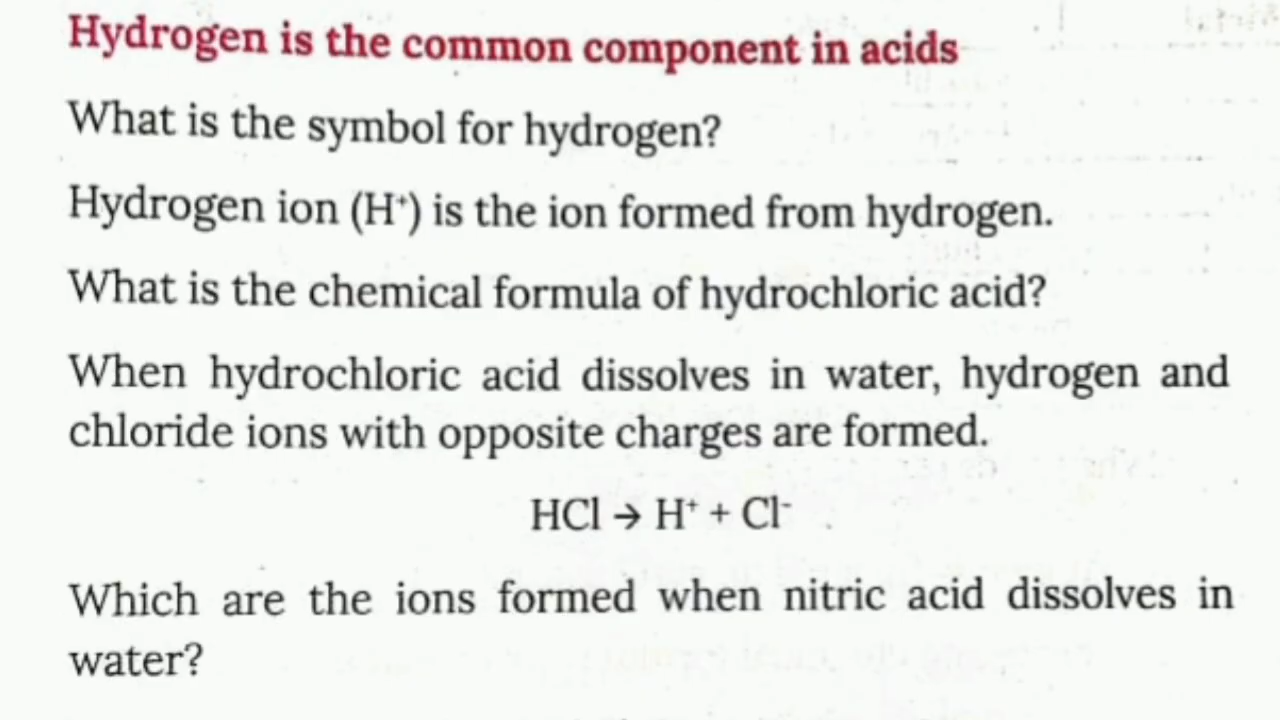 Hydrogen is the common component in acids
What is the symbol for hydrogen?
Hydrogen ion (H⁺) is the ion formed from hydrogen.
What is the chemical formula of hydrochloric acid?
When hydrochloric acid dissolves in water, hydrogen and
chloride ions with opposite charges are formed.
HCl → H⁺ + Cl⁻
Which are the ions formed when nitric acid dissolves in
water?